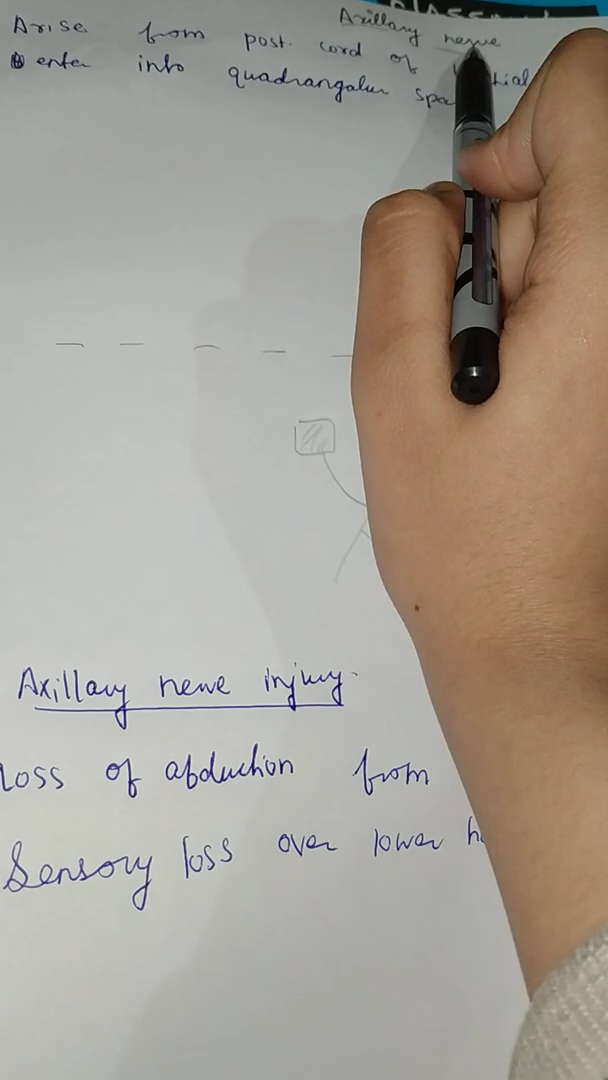 Axillary nerve
Arise from post. cord of
enter into quadrangular
Axillary nerve injury
loss of abduction from
Sensory loss over lower